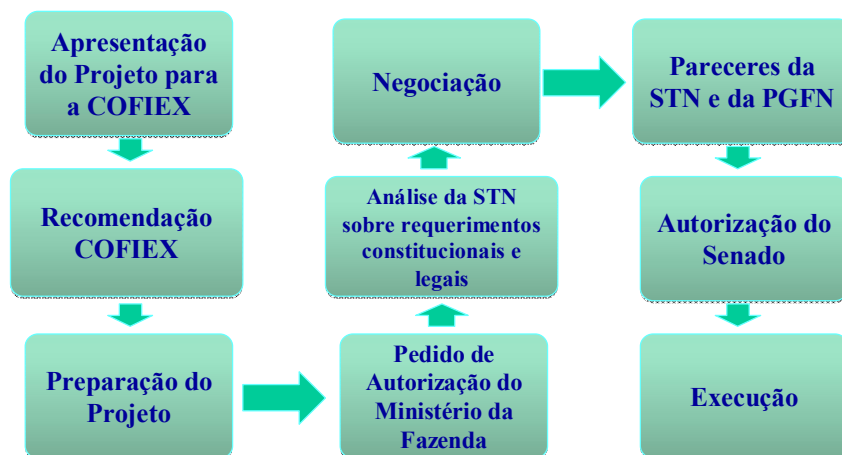 Apresentação
do Projeto para
a COFIEX
Recomendação
COFIEX
Preparação do
Projeto
Pedido de
Autorização do
Ministério da
Fazenda
Análise da STN
sobre requerimentos
constitucionais e
legais
Negociação
Pareceres da
STN e da PGFN
Autorização do
Senado
Execução